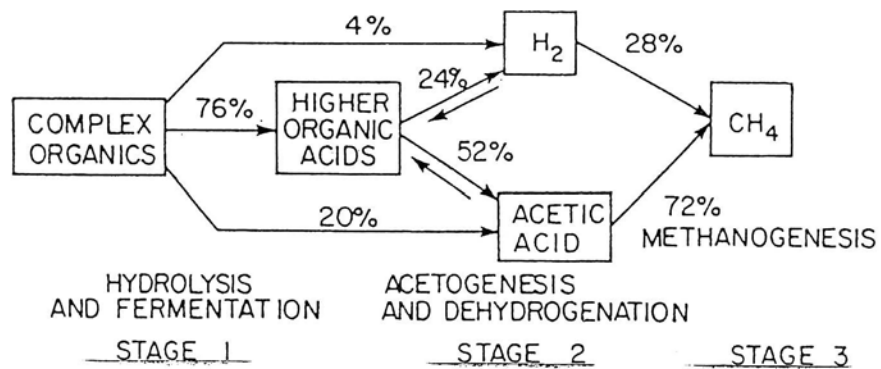 4%
H2
28%
24%
76%
HIGHER
ORGANIC
ACIDS
COMPLEX
ORGANICS
CH4
52%
20%
ACETIC
ACID
72%
METHANOGENESIS
HYDROLYSIS
AND FERMENTATION
ACETOGENESIS
AND DEHYDROGENATION
STAGE 1
STAGE 2
STAGE 3